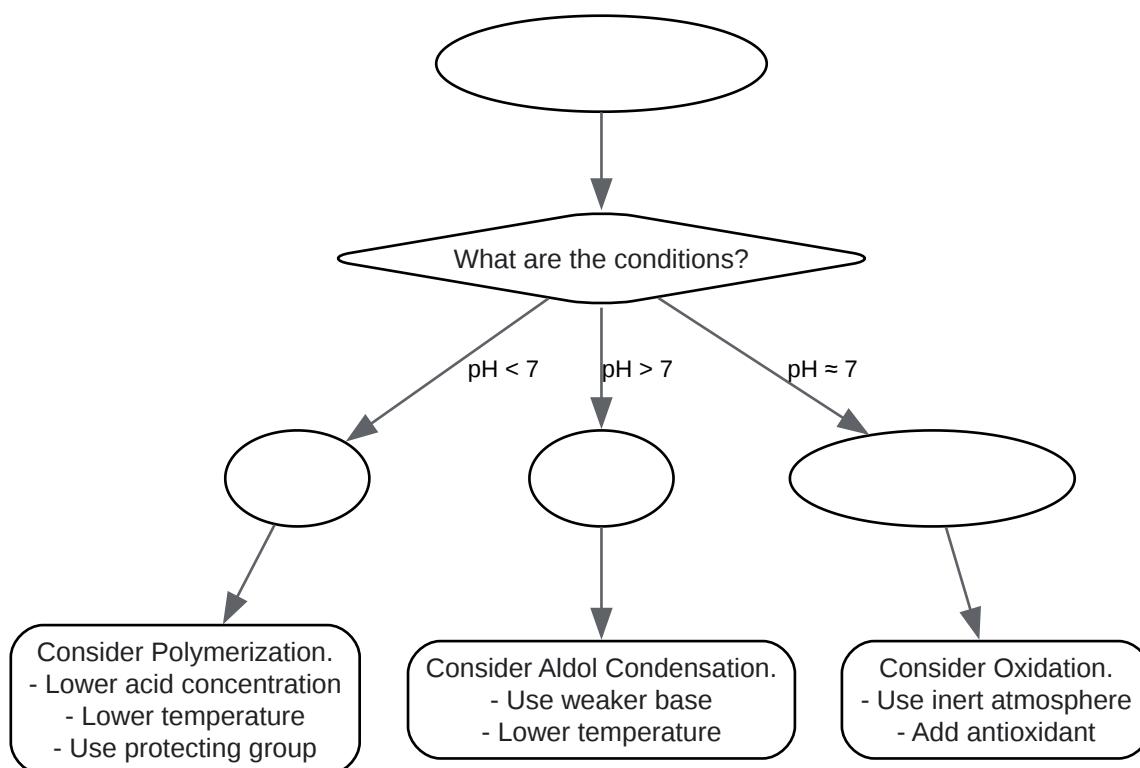 What are the conditions?
pH < 7
pH > 7
pH ≈ 7
Consider Polymerization.
- Lower acid concentration
- Lower temperature
- Use protecting group
Consider Aldol Condensation.
- Use weaker base
- Lower temperature
Consider Oxidation.
- Use inert atmosphere
- Add antioxidant